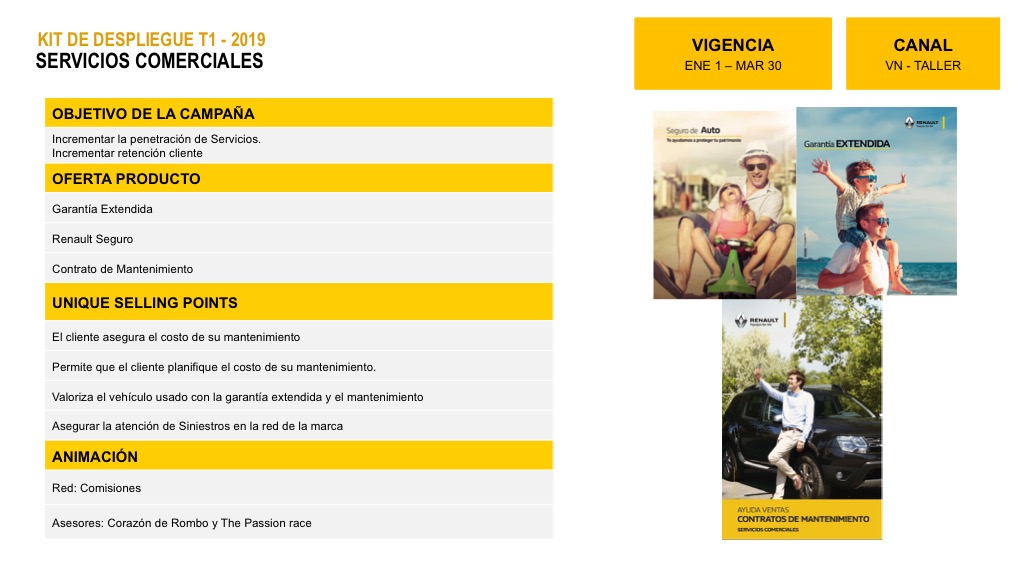 KIT DE DESPLIEGUE T1 - 2019
SERVICIOS COMERCIALES
VIGENCIA
ENE 1 – MAR 30
CANAL
VN - TALLER
OBJETIVO DE LA CAMPAÑA
Incrementar la penetración de Servicios.
Incrementar retención cliente
OFERTA PRODUCTO
Garantía Extendida
Renault Seguro
Contrato de Mantenimiento
UNIQUE SELLING POINTS
El cliente asegura el costo de su mantenimiento
Permite que el cliente planifique el costo de su mantenimiento.
Valoriza el vehículo usado con la garantía extendida y el mantenimiento
Asegurar la atención de Siniestros en la red de la marca
ANIMACIÓN
Red: Comisiones
Asesores: Corazón de Rombo y The Passion race
Seguro de Auto
Te ayudamos a proteger tu patrimonio
RENAULT
Garantía EXTENDIDA
RENAULT
AYUDA VENTAS
CONTRATOS DE MANTENIMIENTO
SERVICIOS COMERCIALES